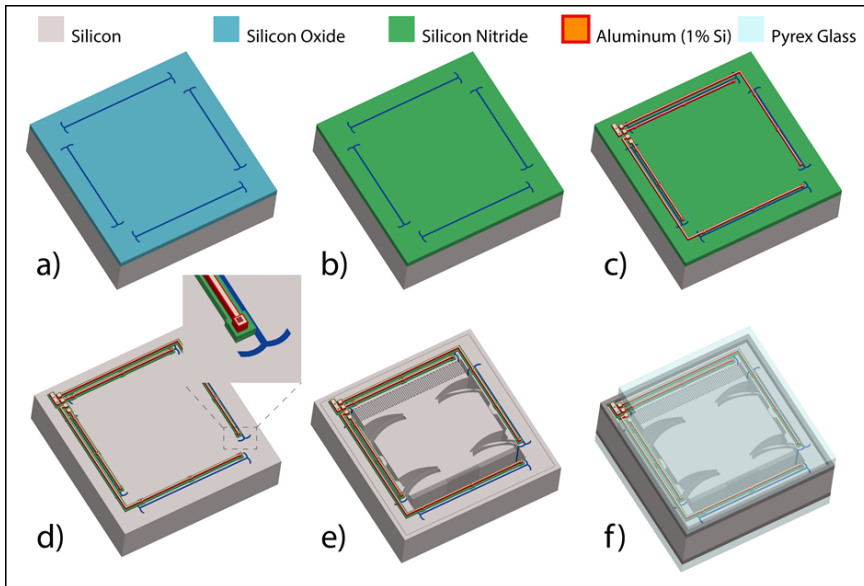 Silicon
Silicon Oxide
Silicon Nitride
Aluminum (1% Si)
Pyrex Glass
a)
b)
c)
d)
e)
f)